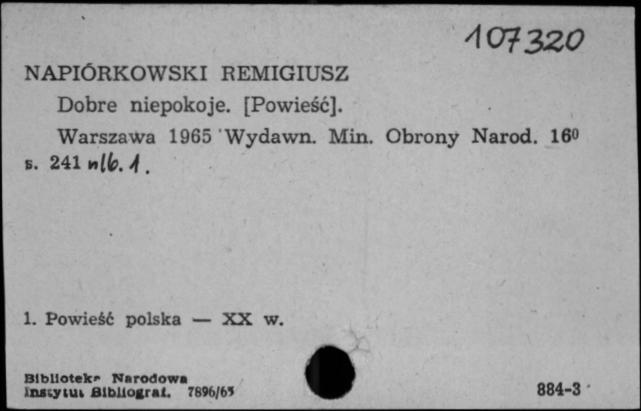 107320
NAPIÓRKOWSKI REMIGIUSZ
Dobre niepokoje. [Powieść].
Warszawa 1965 Wydawn. Min. Obrony Narod. 16⁰
s. 241 nlb. 1.
1. Powieść polska — XX w.
Biblioteka Narodowa
Instytut Bibliograf. 7896/65
884-3